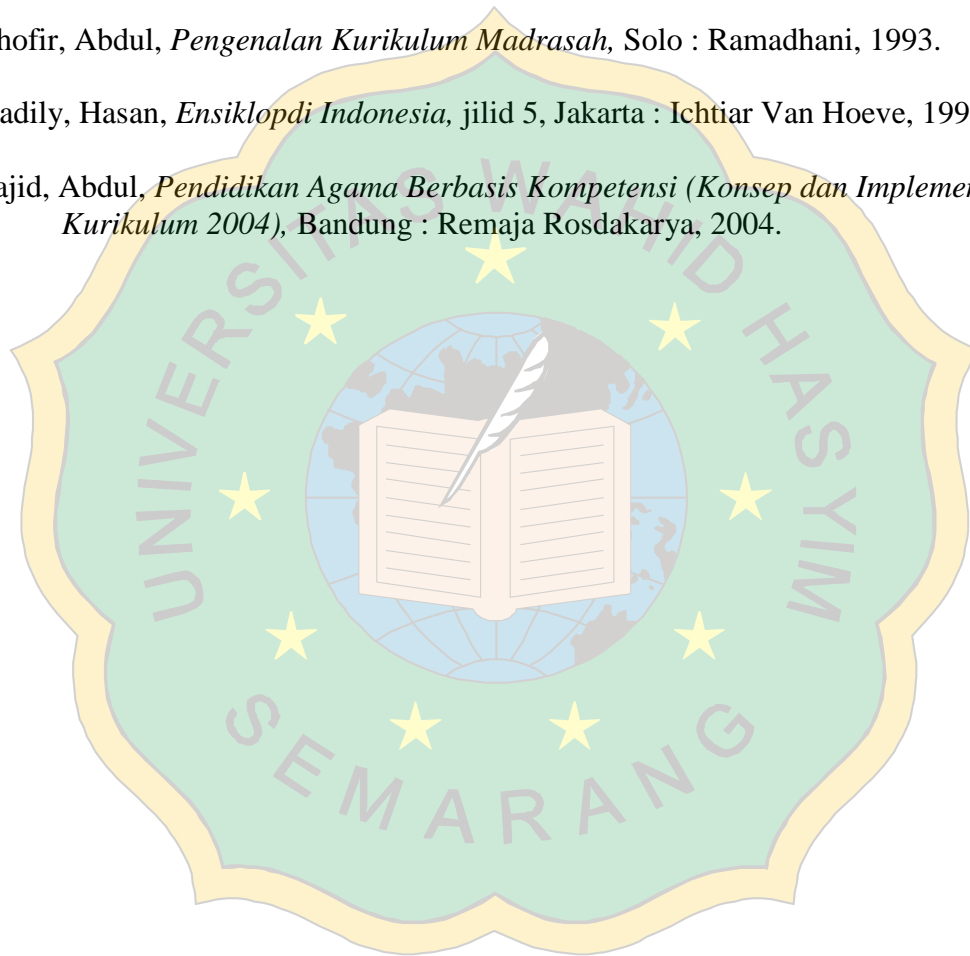 hofir, Abdul, Pengenalan Kurikulum Madrasah, Solo : Ramadhani, 1993.
adily, Hasan, Ensiklopdi Indonesia, jilid 5, Jakarta : Ichtiar Van Hoeve, 199
ajid, Abdul, Pendidikan Agama Berbasis Kompetensi (Konsep dan Implemen
Kurikulum 2004), Bandung : Remaja Rosdakarya, 2004.
UNIVERSITAS WAHID HASYIM
SEMARANG